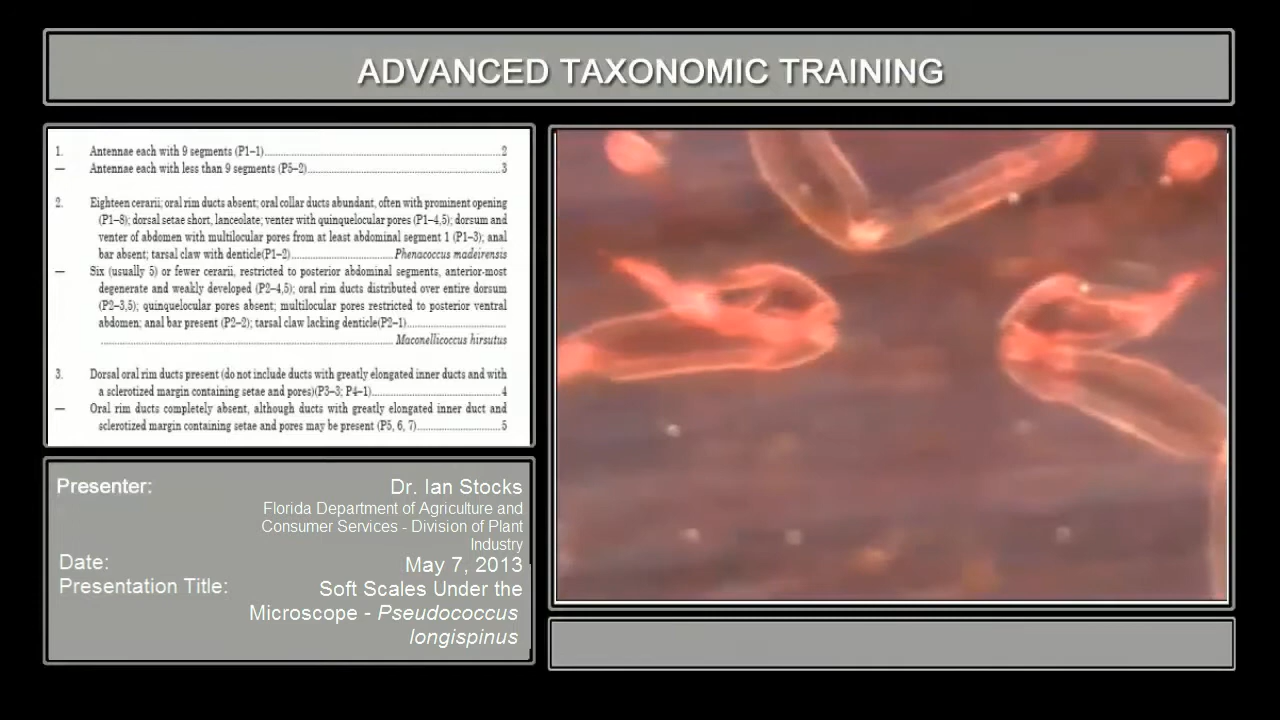 ADVANCED TAXONOMIC TRAINING
1. Antennae each with 9 segments (P1–1)........................................2
— Antennae each with less than 9 segments (P5–2)........................................3
2. Eighteen cerarii; oral rim ducts absent; oral collar ducts abundant, often with prominent opening
(P1–8); dorsal setae short, lanceolate; venter with quinquelocular pores (P1–4,5); dorsum and
venter of abdomen with multilocular pores from at least abdominal segment 1 (P1–3); anal
bar absent; tarsal claw with denticle(P1–2)........................................Phenacoccus madeirensis
— Six (usually 5) or fewer cerarii, restricted to posterior abdominal segments, anterior-most
degenerate and weakly developed (P2–4,5); oral rim ducts distributed over entire dorsum
(P2–3,5); quinquelocular pores absent; multilocular pores restricted to posterior ventral
abdomen; anal bar present (P2–2); tarsal claw lacking denticle(P2–1)........................................
........................................ Maconellicoccus hirsutus
3. Dorsal oral rim ducts present (do not include ducts with greatly elongated inner ducts and with
a sclerotized margin containing setae and pores)(P3–3; P4–1)........................................4
— Oral rim ducts completely absent, although ducts with greatly elongated inner duct and
sclerotized margin containing setae and pores may be present (P5, 6, 7)........................................5
Presenter: Dr. Ian Stocks
Florida Department of Agriculture and
Consumer Services - Division of Plant
Industry
Date: May 7, 2013
Presentation Title: Soft Scales Under the
Microscope - Pseudococcus
longispinus